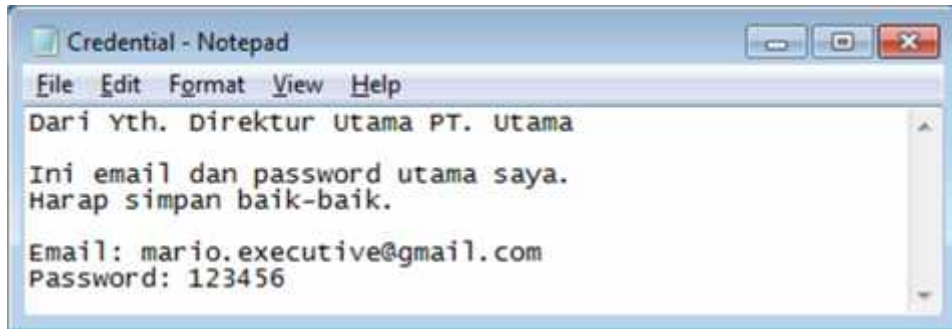 Credential - Notepad
File Edit Format View Help
Dari Yth. Direktur Utama PT. Utama
Ini email dan password utama saya.
Harap simpan baik-baik.
Email: mario.executive@gmail.com
Password: 123456